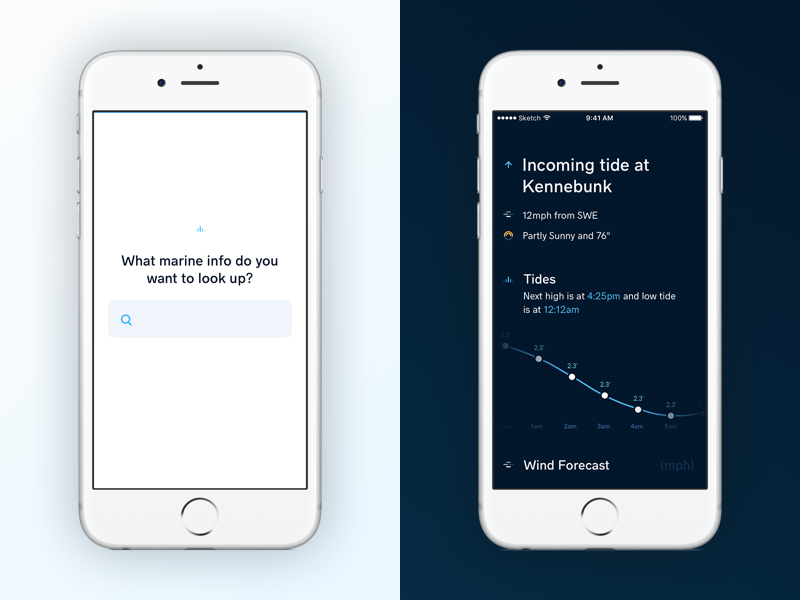 What marine info do you
want to look up?
Sketch
9:41 AM
100%
Incoming tide at
Kennebunk
12mph from SWE
Partly Sunny and 76°
Tides
Next high is at 4:25pm and low tide
is at 12:12am
2.3'
2.3'
2.3'
2.3'
2.3'
2.3'
1am 2am 3am 4am 5am
Wind Forecast (mph)